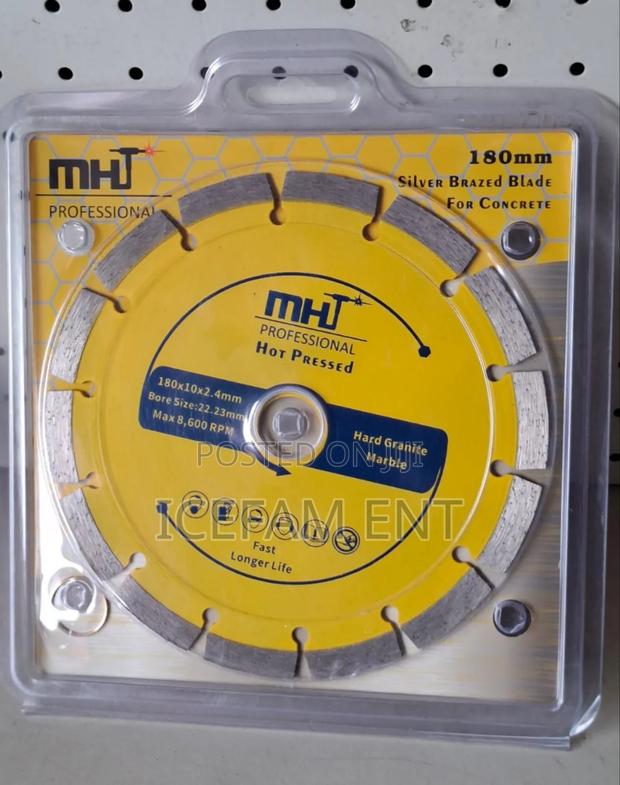 MHT
PROFESSIONAL
180mm
Silver Brazed Blade
For Concrete
MHT
PROFESSIONAL
Hot Pressed
180x10x2.4mm
Bore Size:22.23mm
Max 8,600 RPM
Hard Granite
Marble
POSTED ON JIJI
ICEFAM ENT
Fast
Longer Life